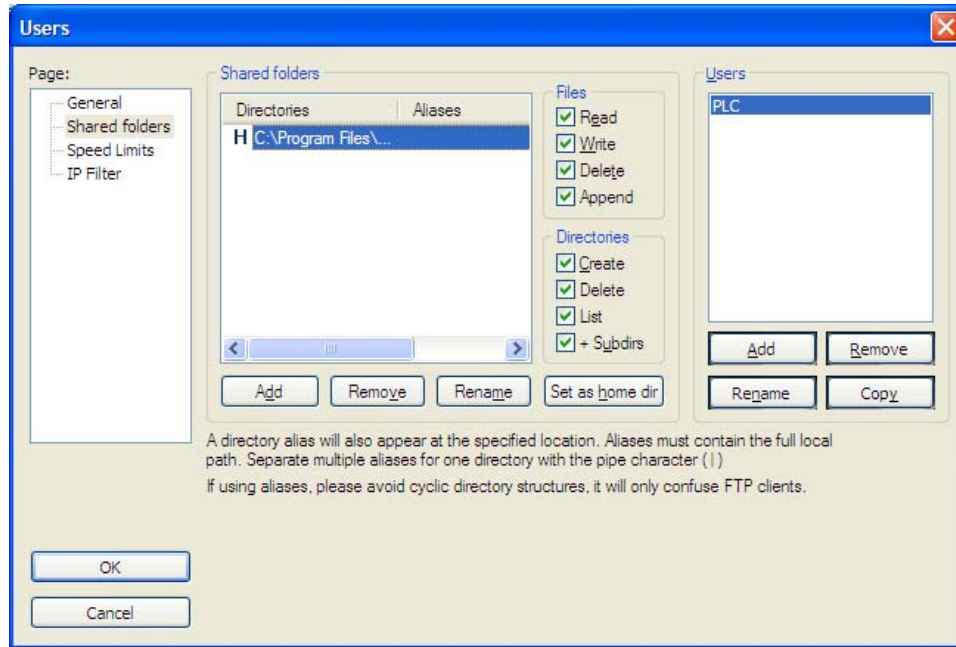 Users
Page:
General
Shared folders
Speed Limits
IP Filter
Shared folders
Directories Aliases
H C:\Program Files\...
Files
Read
Write
Delete
Append
Directories
Create
Delete
List
+ Subdirs
Add Remove Rename Set as home dir
Users
PLC
Add Remove
Rename Copy
A directory alias will also appear at the specified location. Aliases must contain the full local
path. Separate multiple aliases for one directory with the pipe character ( | )
If using aliases, please avoid cyclic directory structures, it will only confuse FTP clients.
OK
Cancel